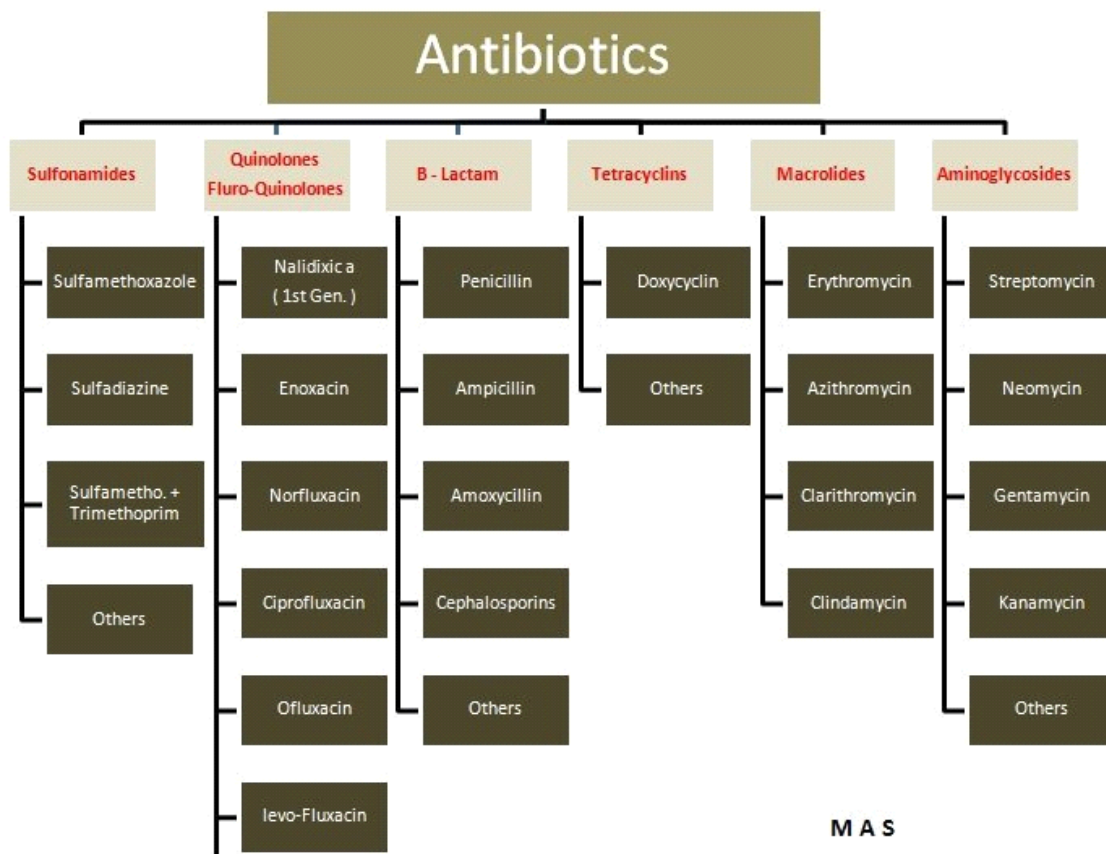 Antibiotics
Sulfonamides
Quinolones
Fluro-Quinolones
B - Lactam
Tetracyclins
Macrolides
Aminoglycosides
Sulfamethoxazole
Sulfadiazine
Sulfametho. +
Trimethoprim
Others
Nalidixic a
( 1st Gen. )
Enoxacin
Norfluxacin
Ciprofluxacin
Ofluxacin
levo-Fluxacin
Penicillin
Ampicillin
Amoxycillin
Cephalosporins
Others
Doxycyclin
Others
Erythromycin
Azithromycin
Clarithromycin
Clindamycin
Streptomycin
Neomycin
Gentamycin
Kanamycin
Others
M A S